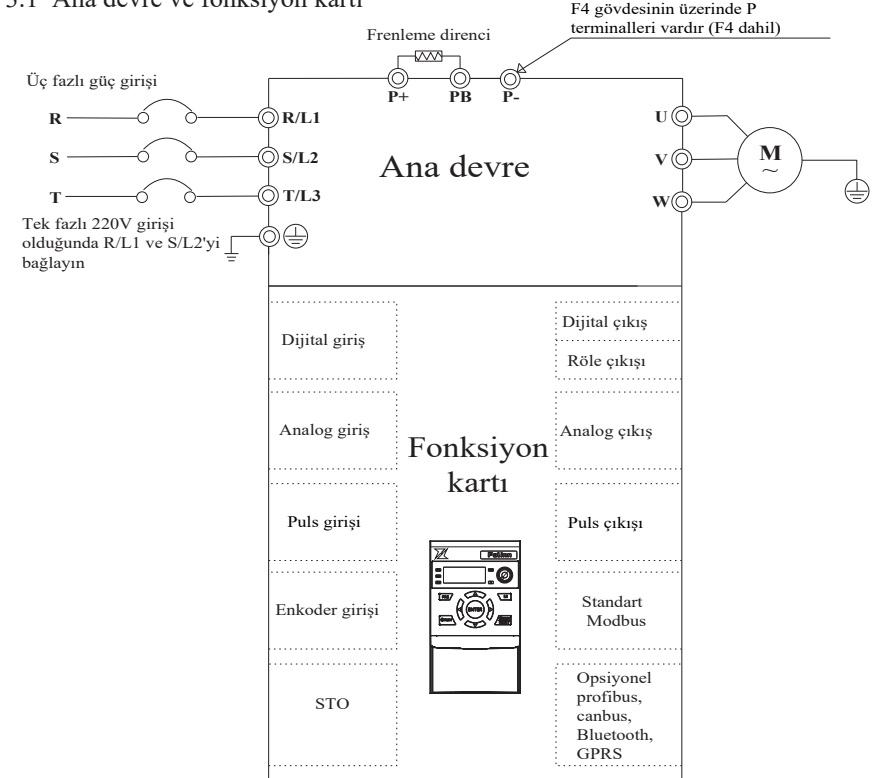 3.1 Ana devre ve fonksiyon kartı
F4 gövdesinin üzerinde P
terminalleri vardır (F4 dahil)
Frenleme direnci
P+
PB
P-
Üç fazlı güç girişi
R
R/L1
S
S/L2
T
T/L3
Tek fazlı 220V girişi
olduğunda R/L1 ve S/L2'yi
bağlayın
Ana devre
U
V
W
M
~
Dijital giriş
Dijital çıkış
Röle çıkışı
Analog giriş
Analog çıkış
Fonksiyon
kartı
Puls girişi
Puls çıkışı
Enkoder girişi
ENTER
Standart
Modbus
STO
Opsiyonel
profibus,
canbus,
Bluetooth,
GPRS